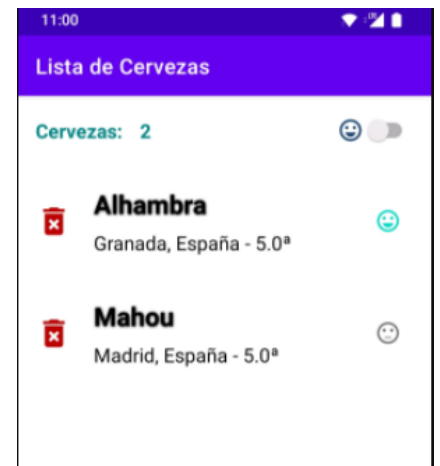 11:00
Lista de Cervezas
Cervezas: 2
Alhambra
Granada, España - 5.0ª
Mahou
Madrid, España - 5.0ª